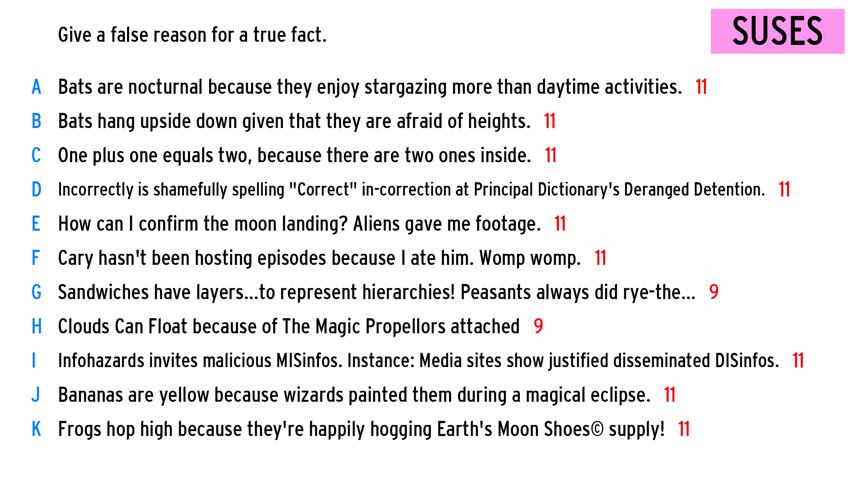 Give a false reason for a true fact.
SUSES
A Bats are nocturnal because they enjoy stargazing more than daytime activities. 11
B Bats hang upside down given that they are afraid of heights. 11
C One plus one equals two, because there are two ones inside. 11
D Incorrectly is shamefully spelling "Correct" in-correction at Principal Dictionary's Deranged Detention. 11
E How can I confirm the moon landing? Aliens gave me footage. 11
F Cary hasn't been hosting episodes because I ate him. Womp womp. 11
G Sandwiches have layers...to represent hierarchies! Peasants always did rye-the... 9
H Clouds Can Float because of The Magic Propellors attached 9
I Infohazards invites malicious MISinfos. Instance: Media sites show justified disseminated DISinfos. 11
J Bananas are yellow because wizards painted them during a magical eclipse. 11
K Frogs hop high because they're happily hogging Earth's Moon Shoes© supply! 11